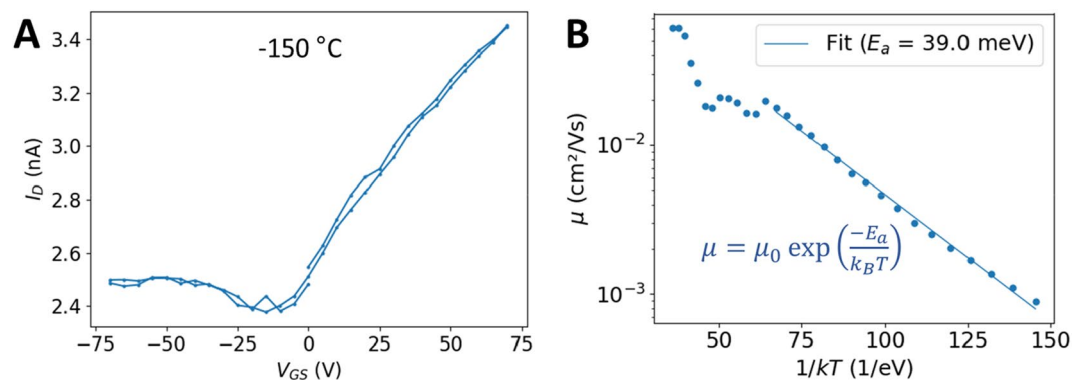 A
-150 °C
3.4
3.2
3.0
2.8
2.6
2.4
I_D (nA)
−75 −50 −25 0 25 50 75
V_GS (V)
B
Fit (E_a = 39.0 meV)
10⁻²
10⁻³
μ (cm²/Vs)
μ = μ₀ exp(−E_a / k_BT)
50 75 100 125 150
1/kT (1/eV)